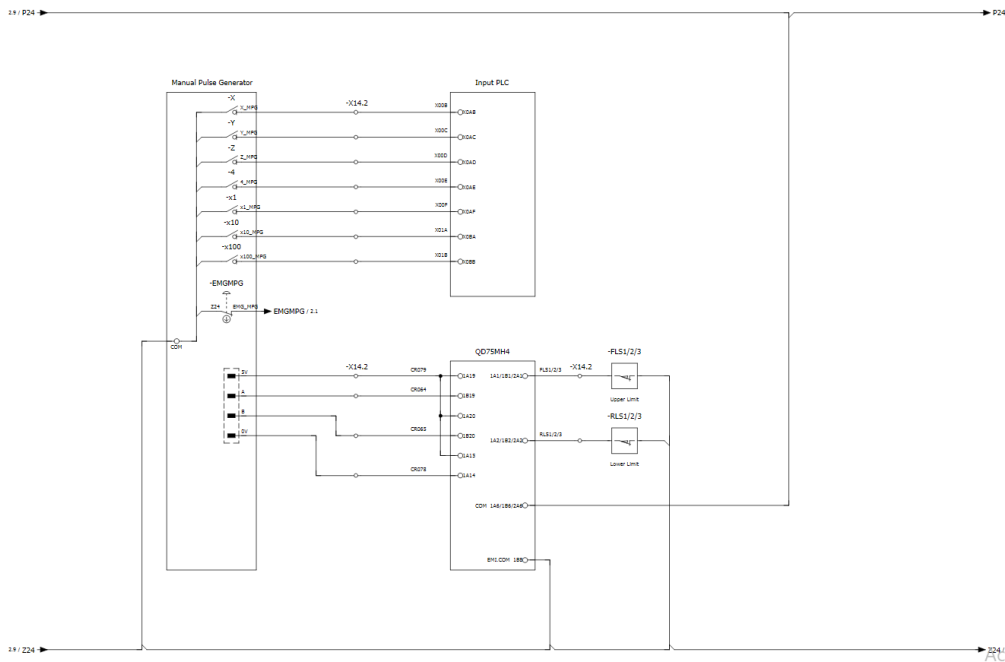 2.9 / P24
P24
Manual Pulse Generator
Input PLC
-X
X_MPG
-X14.2
X00B
X0AB
-Y
Y_MPG
X00C
X0AC
-Z
Z_MPG
X00D
X0AD
-4
4_MPG
X00E
X0AE
-x1
x1_MPG
X00F
X0AF
-x10
x10_MPG
X01A
X0BA
-x100
x100_MPG
X01B
X0BB
-EMGMPG
Z24
EMG_MPG
EMGMPG / 2.1
COM
QD75MH4
-FLS1/2/3
5V
-X14.2
CR079
1A19
1A1/1B1/2A1
FLS1/2/3
-X14.2
A
CR064
1B19
Upper Limit
B
1A20
-RLS1/2/3
0V
CR063
1B20
1A2/1B2/2A2
RLS1/2/3
1A13
Lower Limit
CR078
1A14
COM 1A6/1B6/2A6
EMI.COM 1B8
2.9 / Z24
Z24